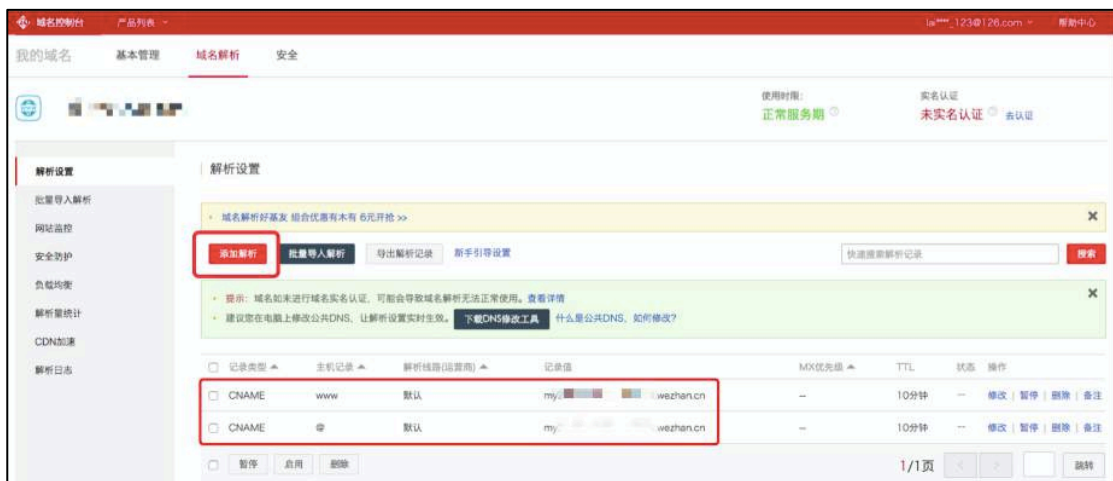 域名控制台 产品列表 la****_123@126.com 帮助中心
我的域名 基本管理 域名解析 安全
使用时限: 实名认证
正常服务期 未实名认证 去认证
解析设置 解析设置
批量导入解析
网站监控
安全防护
负载均衡
解析量统计
CDN加速
解析日志
域名解析好基友 组合优惠有木有 6元开抢 >>
添加解析 批量导入解析 导出解析记录 新手引导设置 快速搜索解析记录 搜索
提示: 域名如未进行域名实名认证, 可能会导致域名解析无法正常使用。查看详情
建议您在电脑上修改公共DNS, 让解析设置实时生效。 下载DNS修改工具 什么是公共DNS, 如何修改?
记录类型 主机记录 解析线路(运营商) 记录值 MX优先级 TTL 状态 操作
CNAME www 默认 my wezhan.cn -- 10分钟 -- 修改 | 暂停 | 删除 | 备注
CNAME @ 默认 my wezhan.cn -- 10分钟 -- 修改 | 暂停 | 删除 | 备注
暂停 启用 删除 1/1页 < > 跳转